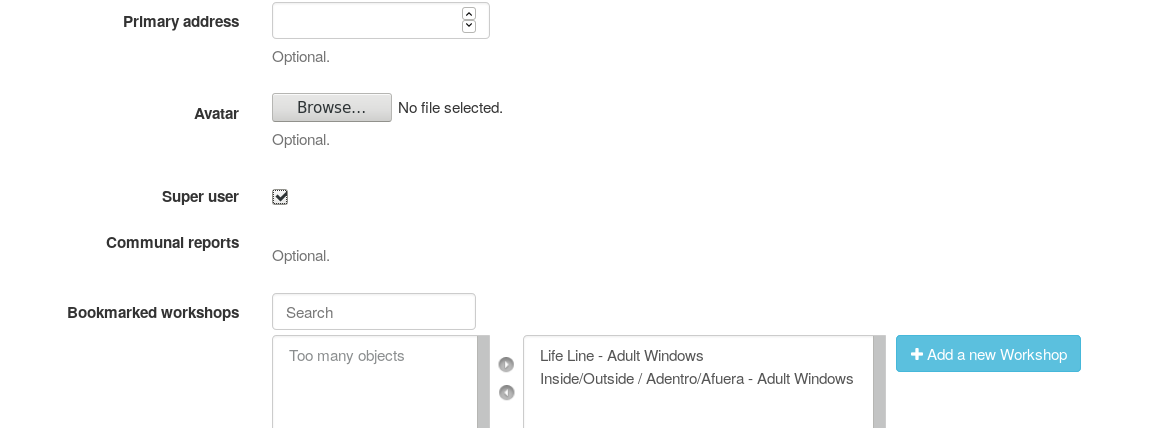 Primary address
Optional.
Avatar
Browse... No file selected.
Optional.
Super user
Communal reports
Optional.
Bookmarked workshops
Search
Too many objects
Life Line - Adult Windows
Inside/Outside / Adentro/Afuera - Adult Windows
Add a new Workshop